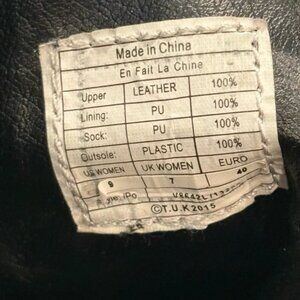 Made in China
En Fait La Chine
Upper LEATHER 100%
Lining: PU 100%
Sock: PU 100%
Outsole: PLASTIC 100%
US WOMEN UK WOMEN EURO
9 7 40
©T.U.K 2015